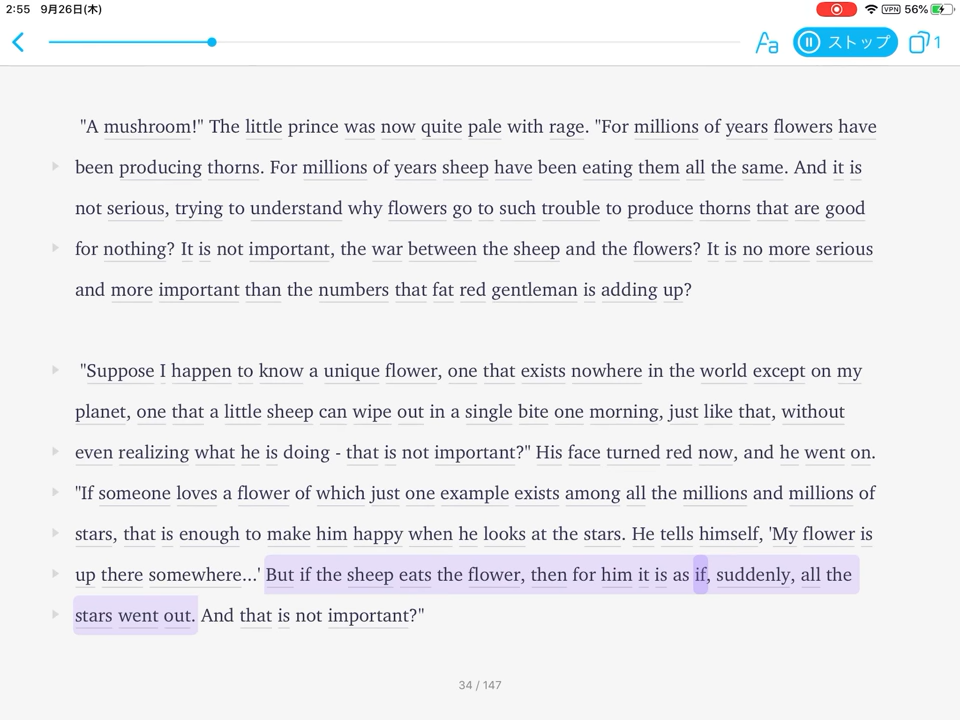 2:55 9月26日(木)
VPN 56%
ストップ 1
"A mushroom!" The little prince was now quite pale with rage. "For millions of years flowers have
been producing thorns. For millions of years sheep have been eating them all the same. And it is
not serious, trying to understand why flowers go to such trouble to produce thorns that are good
for nothing? It is not important, the war between the sheep and the flowers? It is no more serious
and more important than the numbers that fat red gentleman is adding up?
"Suppose I happen to know a unique flower, one that exists nowhere in the world except on my
planet, one that a little sheep can wipe out in a single bite one morning, just like that, without
even realizing what he is doing - that is not important?" His face turned red now, and he went on.
"If someone loves a flower of which just one example exists among all the millions and millions of
stars, that is enough to make him happy when he looks at the stars. He tells himself, 'My flower is
up there somewhere...' But if the sheep eats the flower, then for him it is as if, suddenly, all the
stars went out. And that is not important?"
34 / 147